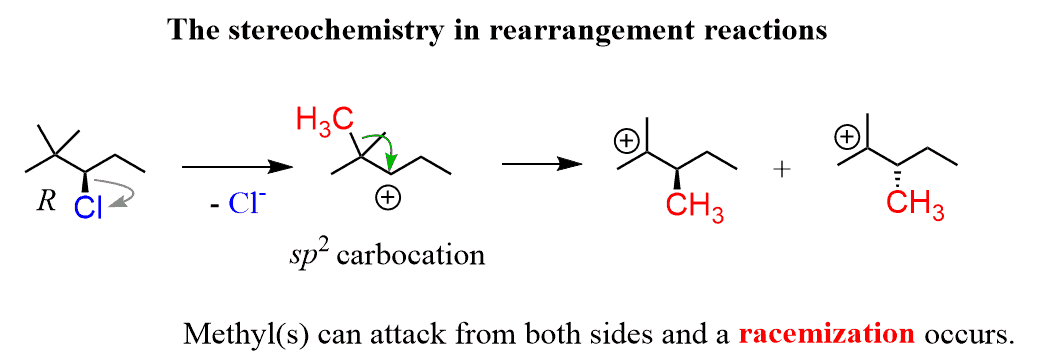 The stereochemistry in rearrangement reactions
H₃C
R Cl
- Cl⁻
⊕
sp² carbocation
⊕
CH₃
+
⊕
CH₃
Methyl(s) can attack from both sides and a racemization occurs.